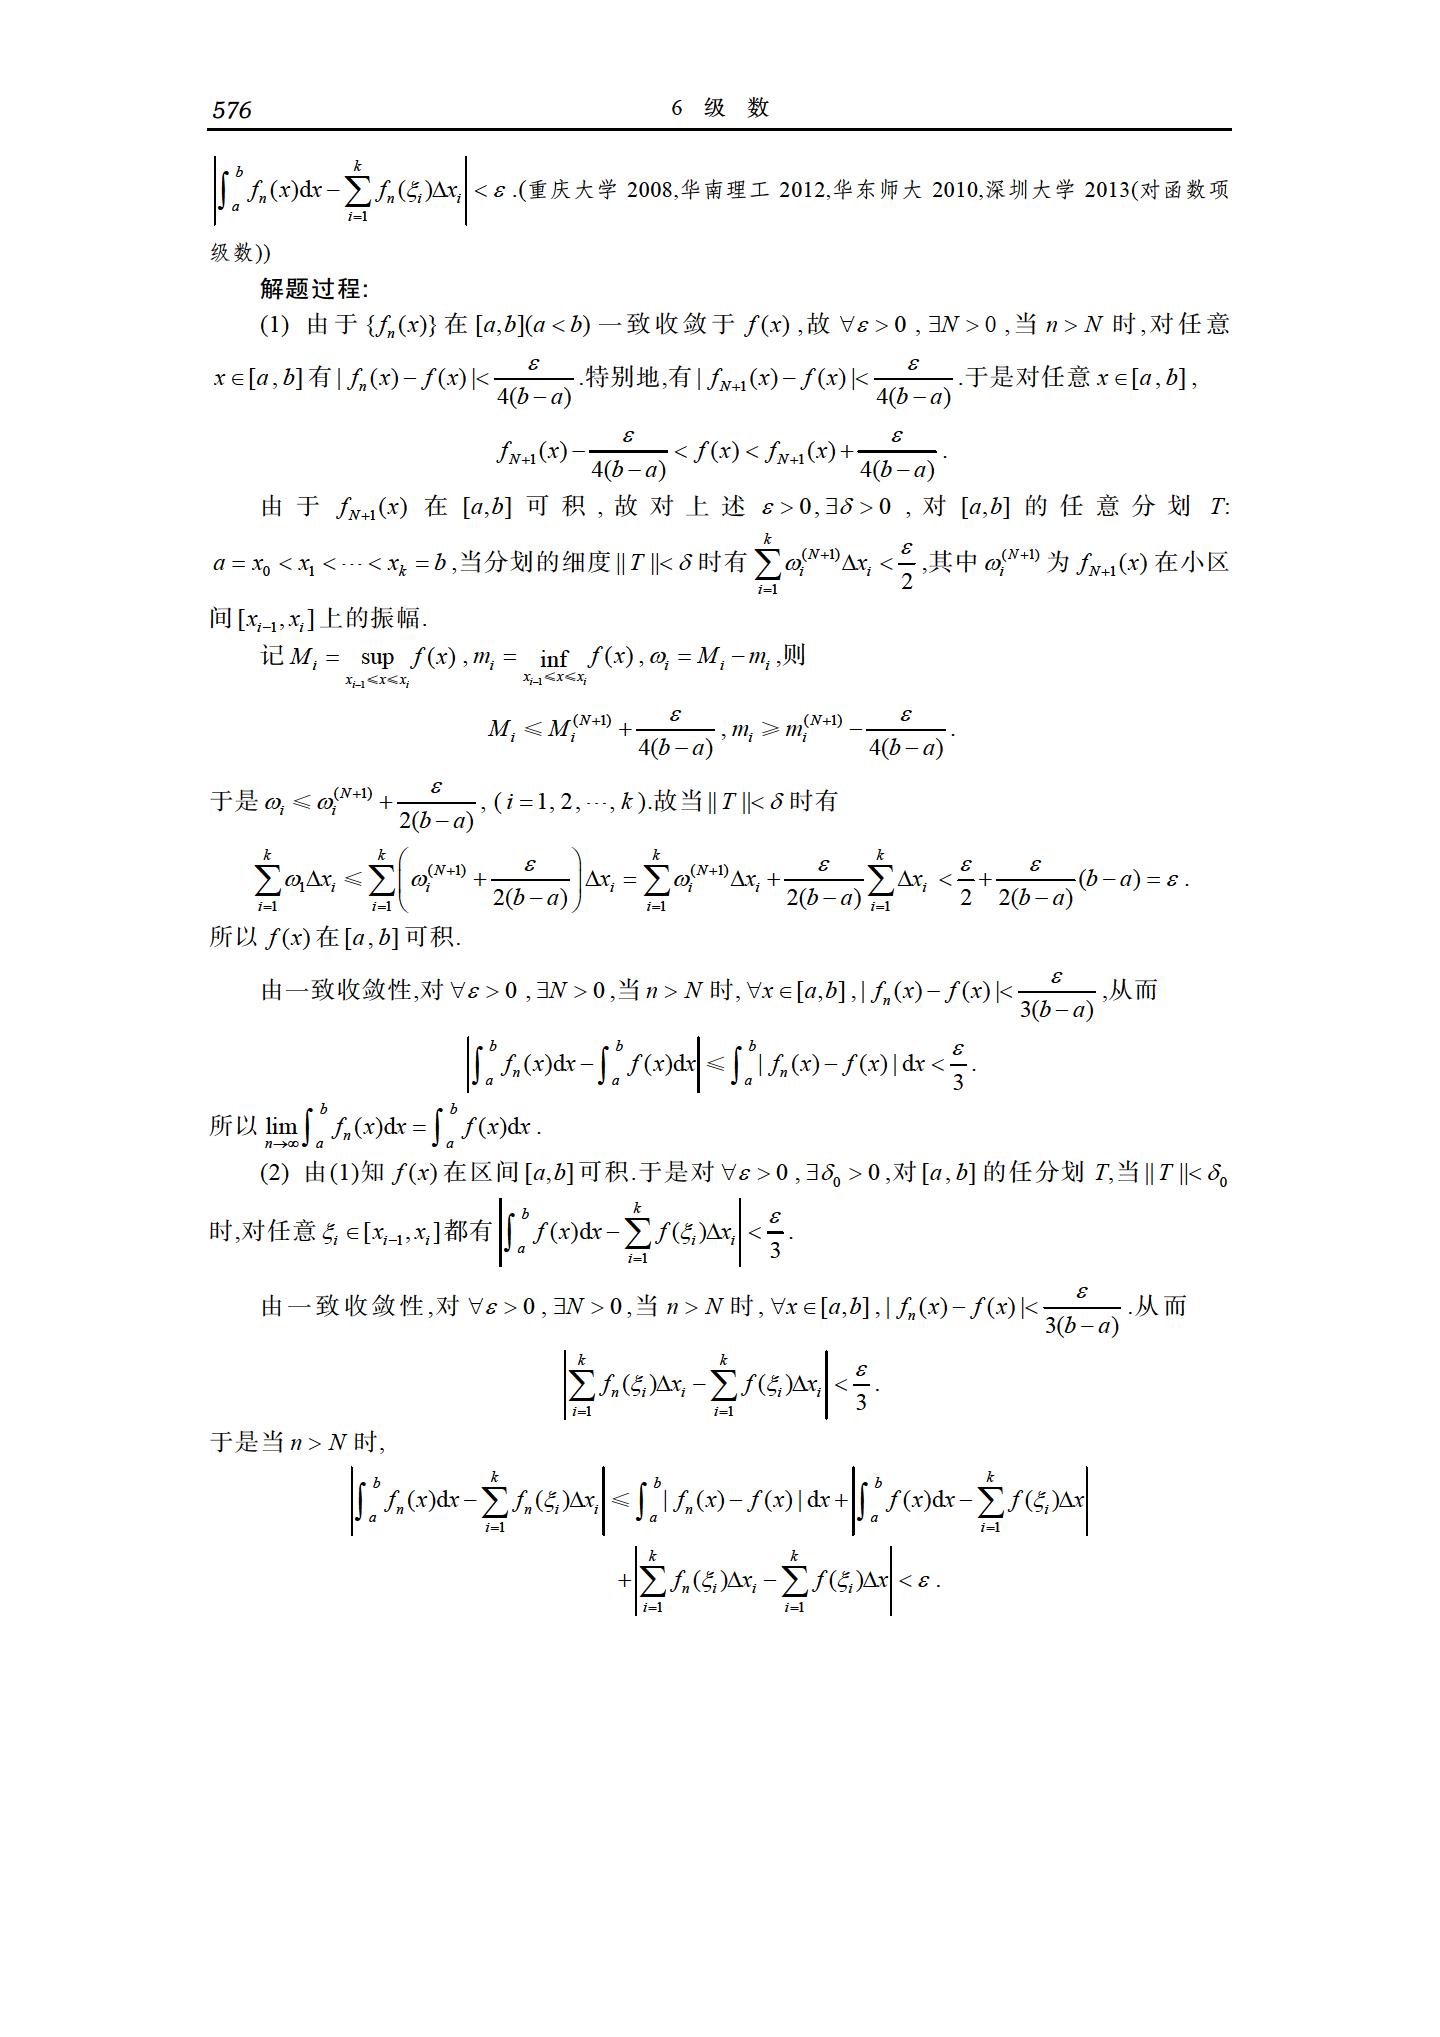 576 6 级 数
$\left|\int_a^b f_n(x)\mathrm{d}x-\sum_{i=1}^{k} f_n(\xi_i)\Delta x_i\right|<\varepsilon$ .(重庆大学 2008,华南理工 2012,华东师大 2010,深圳大学 2013(对函数项
级数))
解题过程:
(1) 由于 $\{f_n(x)\}$ 在 $[a,b](a<b)$ 一致收敛于 $f(x)$ ,故 $\forall\varepsilon>0$ , $\exists N>0$ ,当 $n>N$ 时,对任意
$x\in[a,b]$ 有 $|f_n(x)-f(x)|<\frac{\varepsilon}{4(b-a)}$ .特别地,有 $|f_{N+1}(x)-f(x)|<\frac{\varepsilon}{4(b-a)}$ .于是对任意 $x\in[a,b]$ ,
$f_{N+1}(x)-\frac{\varepsilon}{4(b-a)}<f(x)<f_{N+1}(x)+\frac{\varepsilon}{4(b-a)}$ .
由于 $f_{N+1}(x)$ 在 $[a,b]$ 可积,故对上述 $\varepsilon>0,\exists\delta>0$ ,对 $[a,b]$ 的任意分划 $T$:
$a=x_0<x_1<\cdots<x_k=b$ ,当分划的细度 $\|T\|<\delta$ 时有 $\sum_{i=1}^{k}\omega_i^{(N+1)}\Delta x_i<\frac{\varepsilon}{2}$ ,其中 $\omega_i^{(N+1)}$ 为 $f_{N+1}(x)$ 在小区
间 $[x_{i-1},x_i]$ 上的振幅.
记 $M_i=\sup_{x_{i-1}\leqslant x\leqslant x_i}f(x)$ , $m_i=\inf_{x_{i-1}\leqslant x\leqslant x_i}f(x)$ , $\omega_i=M_i-m_i$ ,则
$M_i\leqslant M_i^{(N+1)}+\frac{\varepsilon}{4(b-a)}$ , $m_i\geqslant m_i^{(N+1)}-\frac{\varepsilon}{4(b-a)}$ .
于是 $\omega_i\leqslant\omega_i^{(N+1)}+\frac{\varepsilon}{2(b-a)}$ , ( $i=1,2,\cdots,k$ ).故当 $\|T\|<\delta$ 时有
$\sum_{i=1}^{k}\omega_1\Delta x_i\leqslant\sum_{i=1}^{k}\left(\omega_i^{(N+1)}+\frac{\varepsilon}{2(b-a)}\right)\Delta x_i=\sum_{i=1}^{k}\omega_i^{(N+1)}\Delta x_i+\frac{\varepsilon}{2(b-a)}\sum_{i=1}^{k}\Delta x_i<\frac{\varepsilon}{2}+\frac{\varepsilon}{2(b-a)}(b-a)=\varepsilon$ .
所以 $f(x)$ 在 $[a,b]$ 可积.
由一致收敛性,对 $\forall\varepsilon>0$ , $\exists N>0$ ,当 $n>N$ 时, $\forall x\in[a,b]$ , $|f_n(x)-f(x)|<\frac{\varepsilon}{3(b-a)}$ ,从而
$\left|\int_a^b f_n(x)\mathrm{d}x-\int_a^b f(x)\mathrm{d}x\right|\leqslant\int_a^b|f_n(x)-f(x)|\mathrm{d}x<\frac{\varepsilon}{3}$ .
所以 $\lim_{n\to\infty}\int_a^b f_n(x)\mathrm{d}x=\int_a^b f(x)\mathrm{d}x$ .
(2) 由(1)知 $f(x)$ 在区间 $[a,b]$ 可积.于是对 $\forall\varepsilon>0$ , $\exists\delta_0>0$ ,对 $[a,b]$ 的任分划 $T$,当 $\|T\|<\delta_0$
时,对任意 $\xi_i\in[x_{i-1},x_i]$ 都有 $\left|\int_a^b f(x)\mathrm{d}x-\sum_{i=1}^{k}f(\xi_i)\Delta x_i\right|<\frac{\varepsilon}{3}$ .
由一致收敛性,对 $\forall\varepsilon>0$ , $\exists N>0$ ,当 $n>N$ 时, $\forall x\in[a,b]$ , $|f_n(x)-f(x)|<\frac{\varepsilon}{3(b-a)}$ .从而
$\left|\sum_{i=1}^{k}f_n(\xi_i)\Delta x_i-\sum_{i=1}^{k}f(\xi_i)\Delta x_i\right|<\frac{\varepsilon}{3}$ .
于是当 $n>N$ 时,
$\left|\int_a^b f_n(x)\mathrm{d}x-\sum_{i=1}^{k}f_n(\xi_i)\Delta x_i\right|\leqslant\int_a^b|f_n(x)-f(x)|\mathrm{d}x+\left|\int_a^b f(x)\mathrm{d}x-\sum_{i=1}^{k}f(\xi_i)\Delta x\right|$
$+\left|\sum_{i=1}^{k}f_n(\xi_i)\Delta x_i-\sum_{i=1}^{k}f(\xi_i)\Delta x\right|<\varepsilon$ .